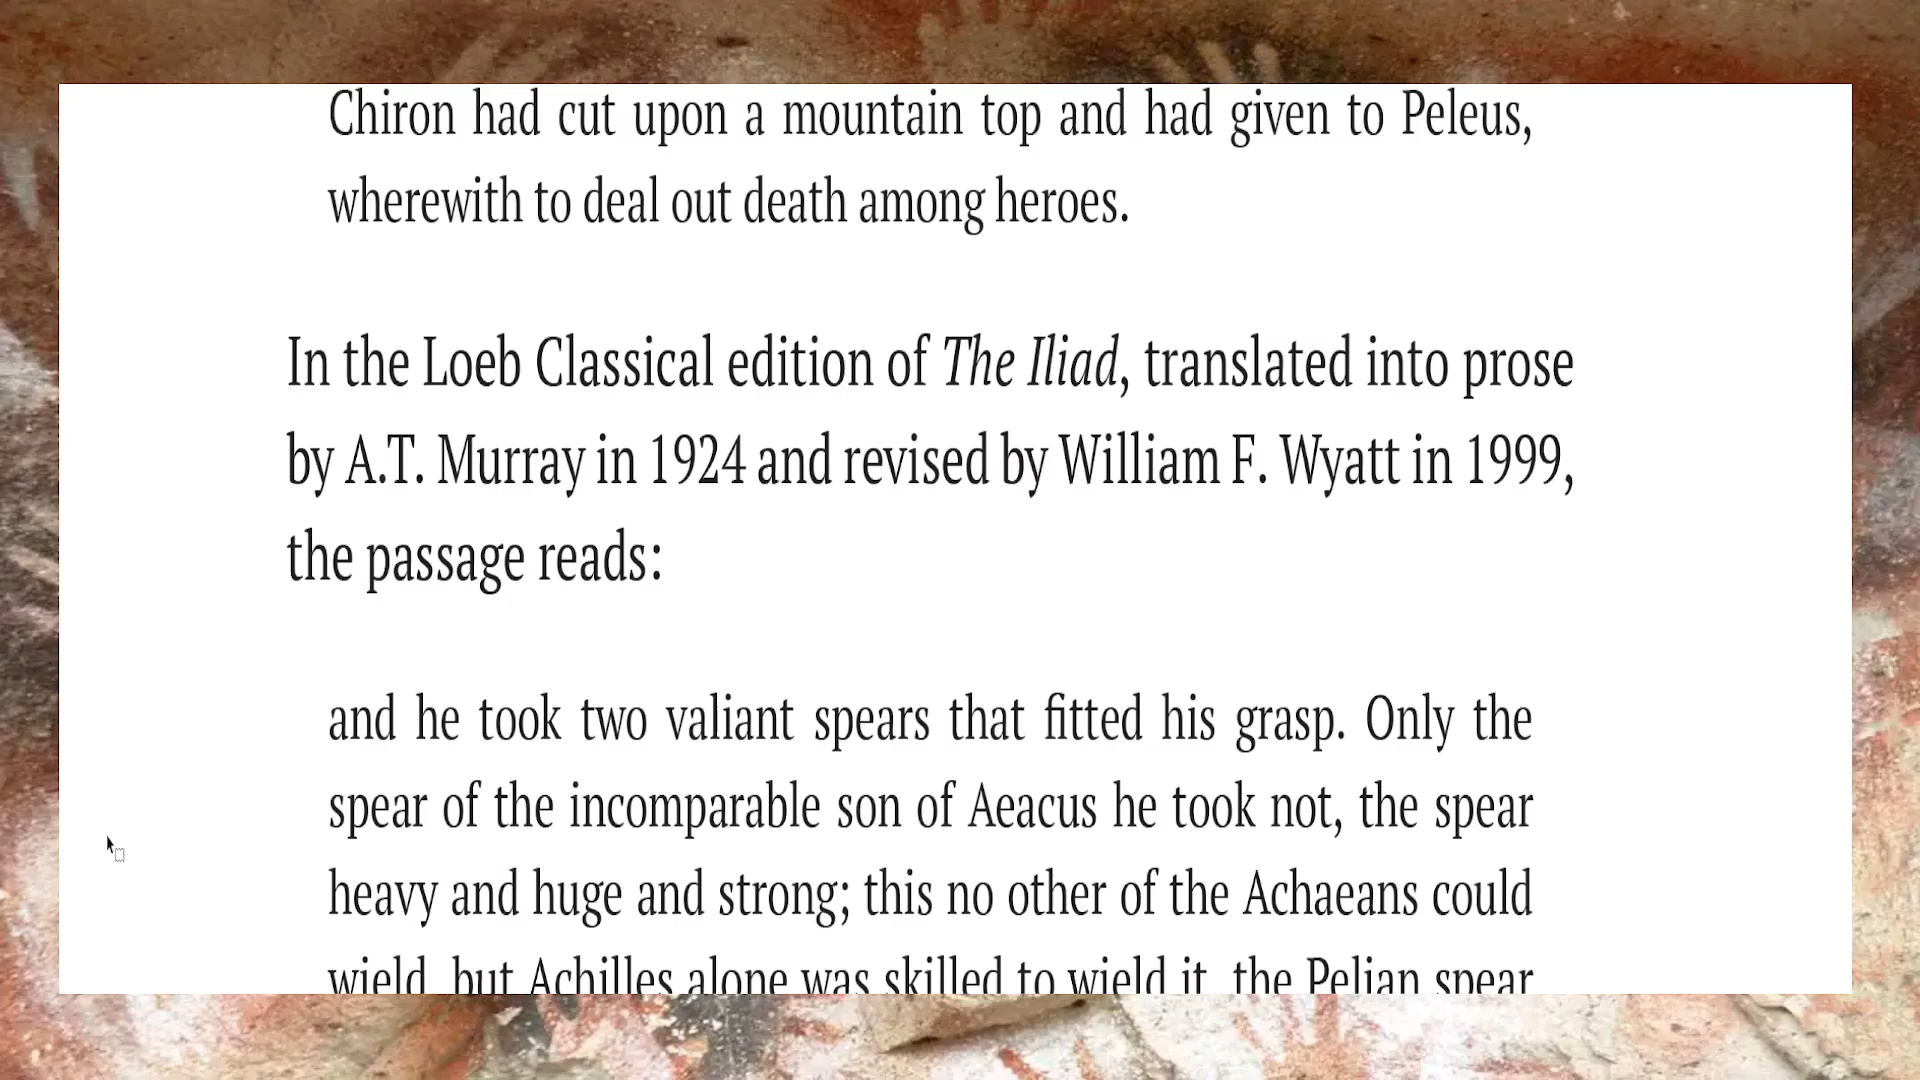 Chiron had cut upon a mountain top and had given to Peleus,
wherewith to deal out death among heroes.
In the Loeb Classical edition of The Iliad, translated into prose
by A.T. Murray in 1924 and revised by William F. Wyatt in 1999,
the passage reads:
and he took two valiant spears that fitted his grasp. Only the
spear of the incomparable son of Aeacus he took not, the spear
heavy and huge and strong; this no other of the Achaeans could
wield, but Achilles alone was skilled to wield it, the Pelian spear